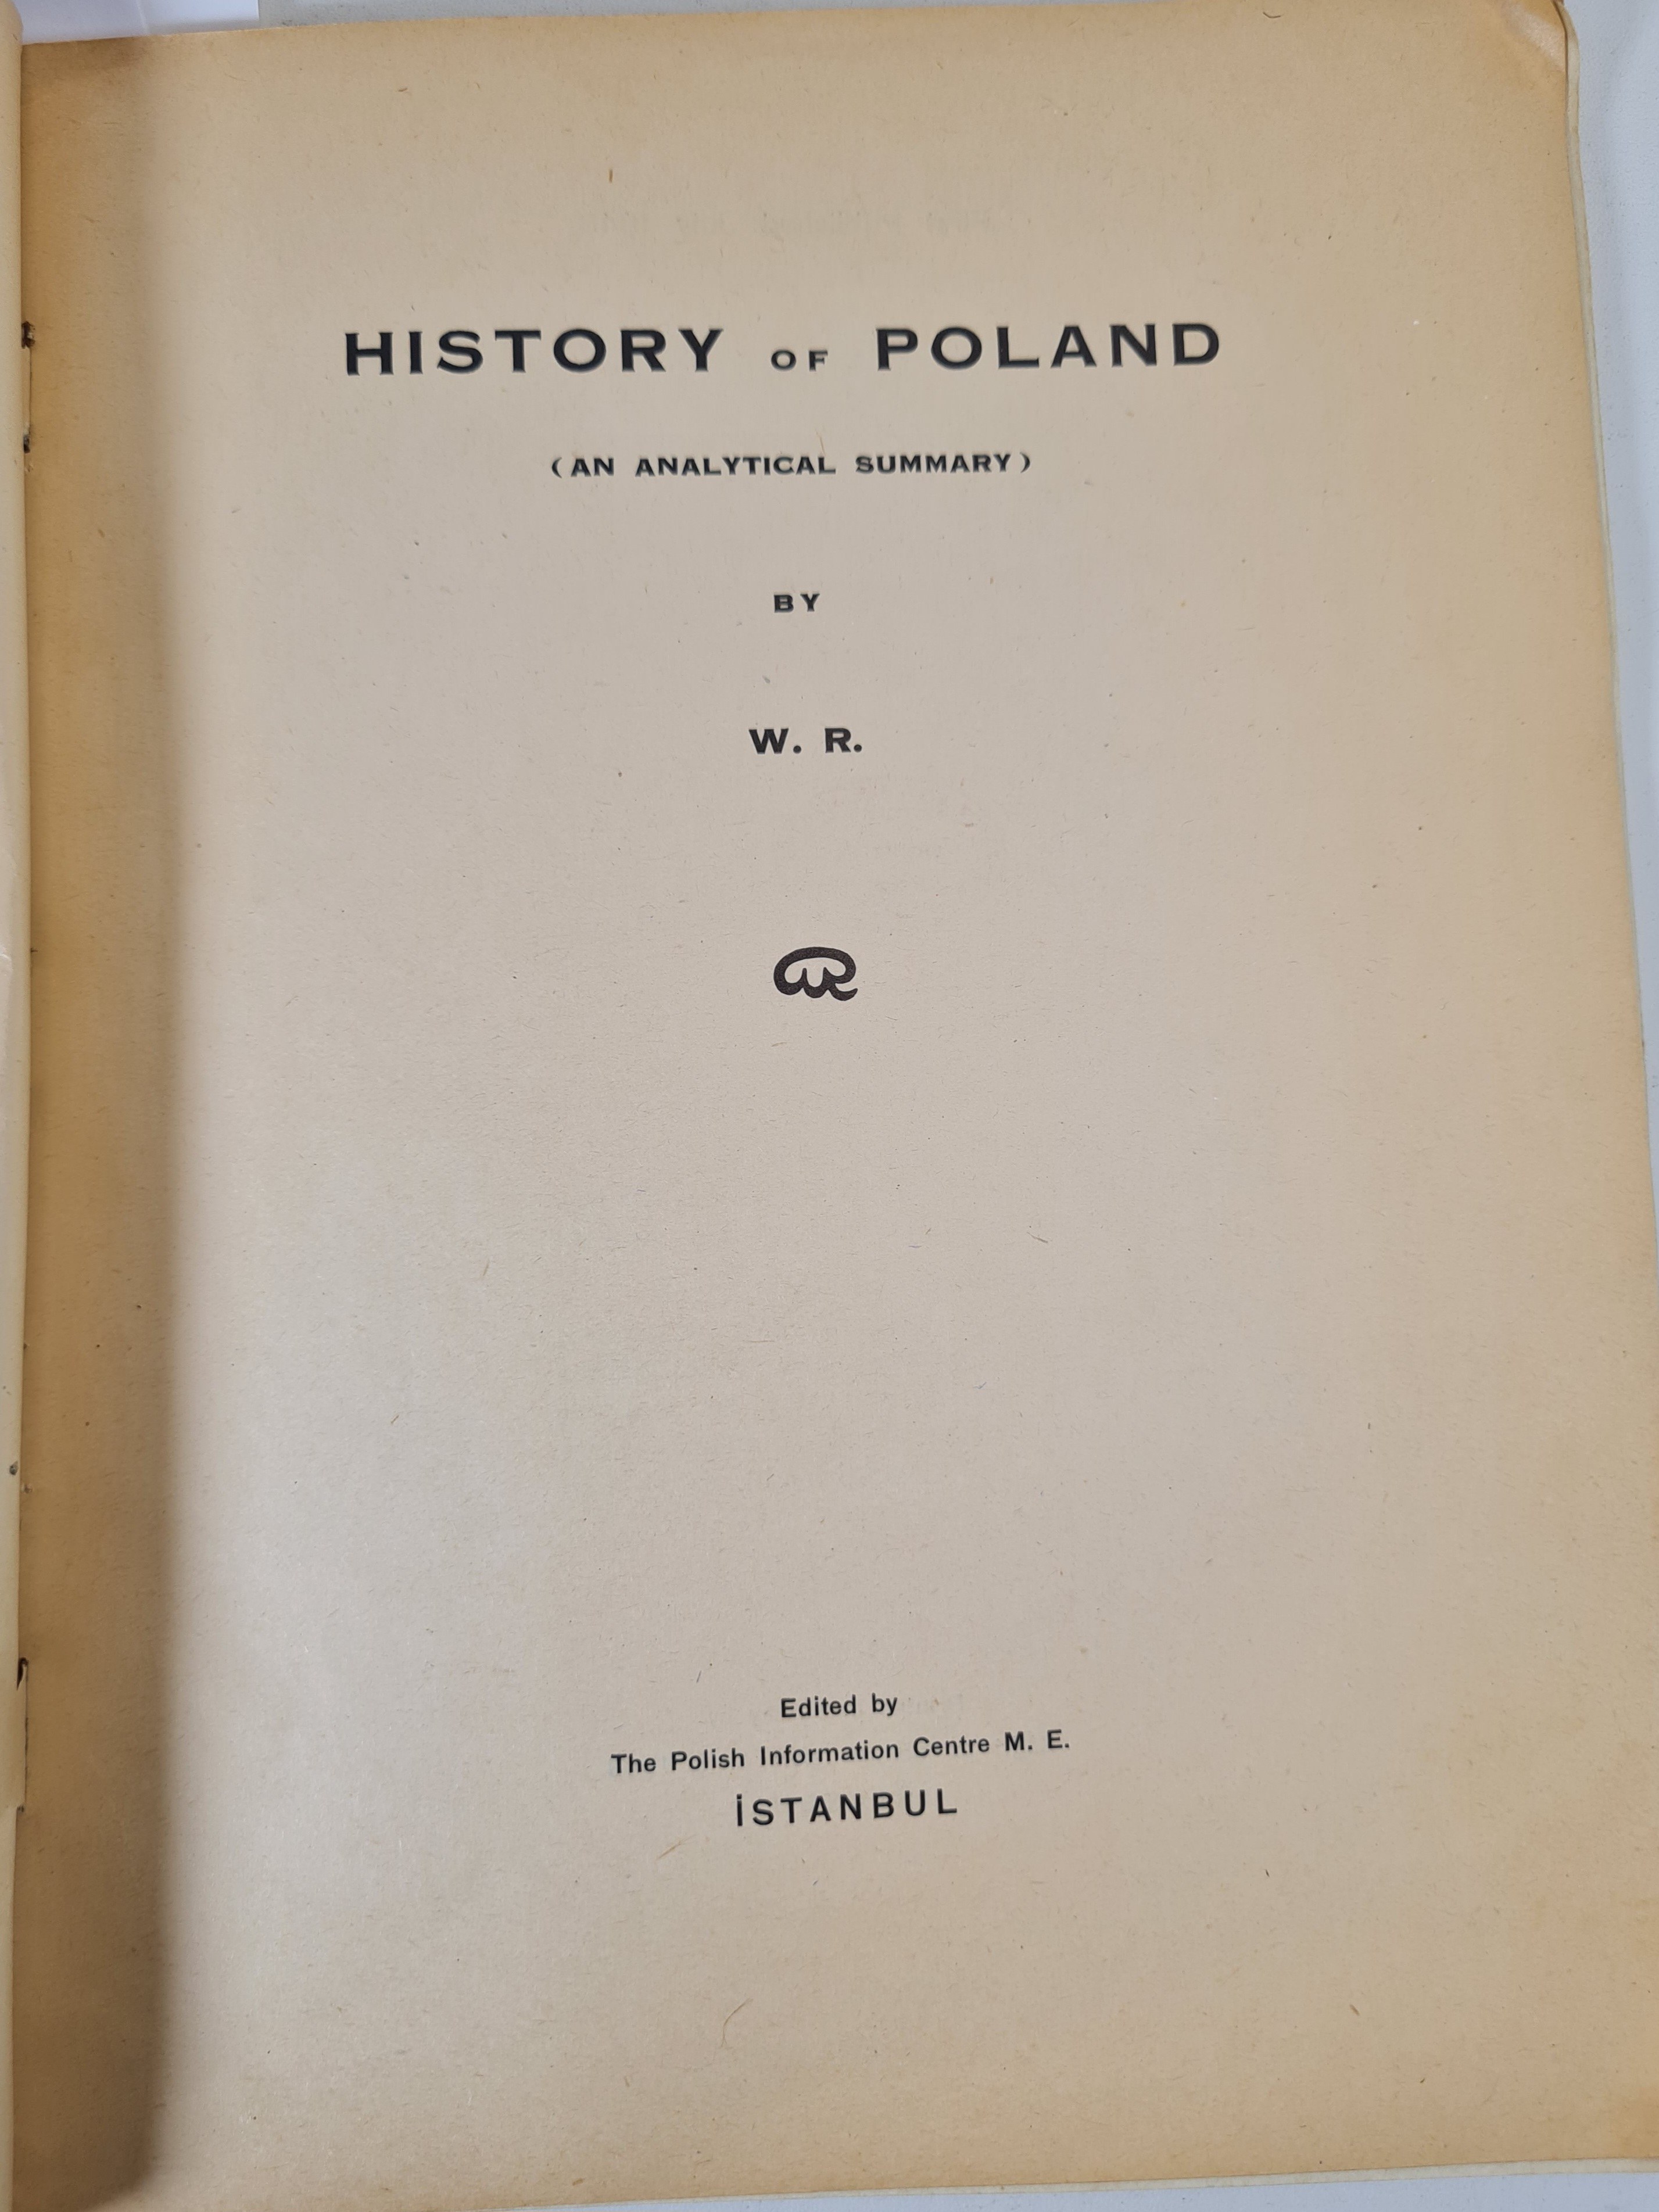 HISTORY OF POLAND
(AN ANALYTICAL SUMMARY)
BY
W. R.
Edited by
The Polish Information Centre M. E.
İSTANBUL